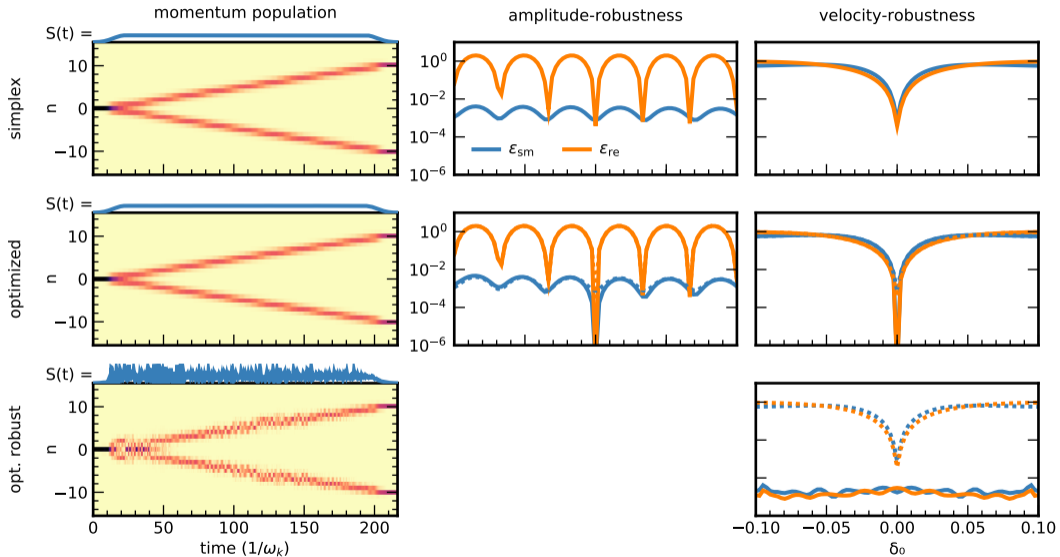 momentum population
amplitude-robustness
velocity-robustness
S(t) =
simplex
n
10
0
−10
10⁰
10⁻²
10⁻⁴
10⁻⁶
ε_sm
ε_re
S(t) =
optimized
n
10
0
−10
10⁰
10⁻²
10⁻⁴
10⁻⁶
S(t) =
opt. robust
n
10
0
−10
0 50 100 150 200
time (1/ω_k)
−0.10 −0.05 0.00 0.05 0.10
δ₀